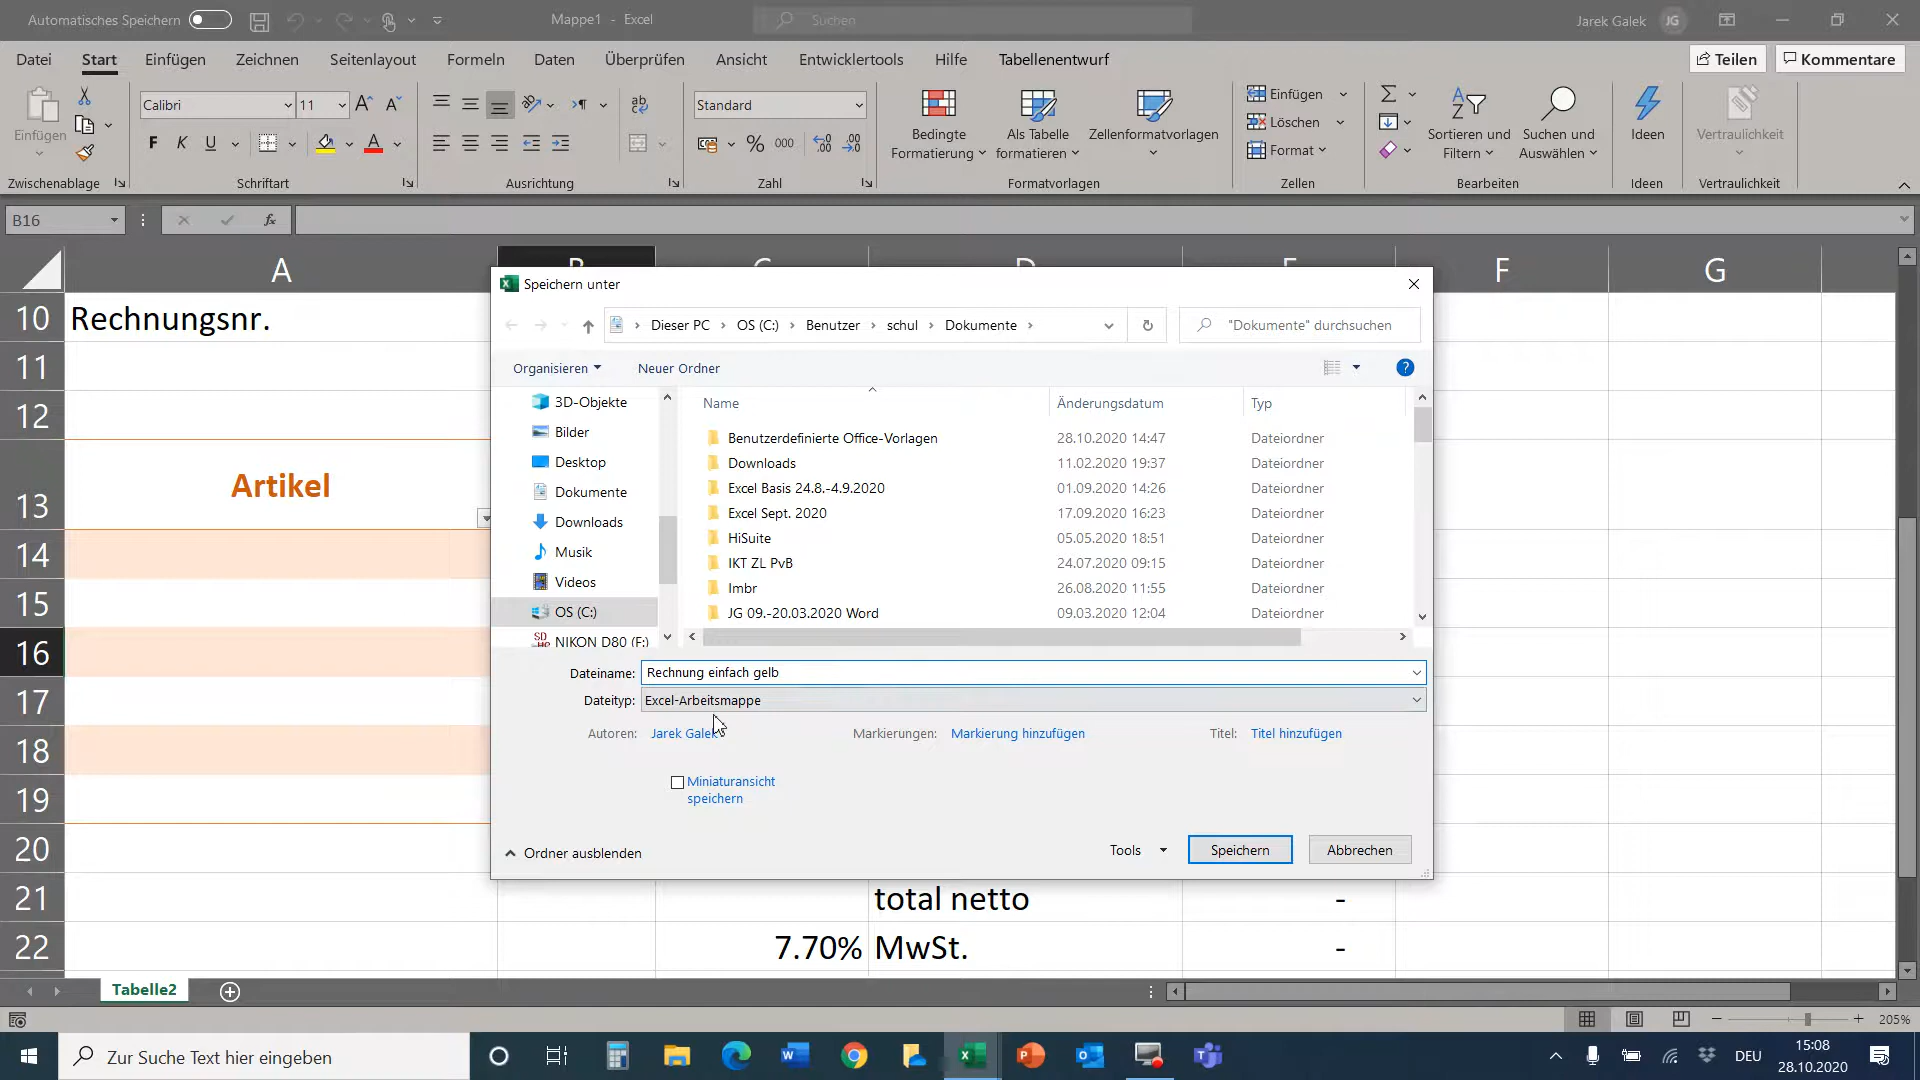 Automatisches Speichern
Mappe1 - Excel
Suchen
Jarek Galek JG
Datei Start Einfügen Zeichnen Seitenlayout Formeln Daten Überprüfen Ansicht Entwicklertools Hilfe Tabellenentwurf
Teilen Kommentare
Einfügen
Calibri 11
F K U
ab
Standard
% 000
Bedingte
Formatierung
Als Tabelle
formatieren
Zellenformatvorlagen
Einfügen
Löschen
Format
Sortieren und
Filtern
Suchen und
Auswählen
Ideen
Vertraulichkeit
Zwischenablage Schriftart Ausrichtung Zahl Formatvorlagen Zellen Bearbeiten Ideen Vertraulichkeit
B16 fx
A F G
10 Rechnungsnr.
11
12
13 Artikel
14
15
16
17
18
19
20
21 total netto -
22 7.70% MwSt. -
Speichern unter
Dieser PC > OS (C:) > Benutzer > schul > Dokumente >
"Dokumente" durchsuchen
Organisieren Neuer Ordner
3D-Objekte
Bilder
Desktop
Dokumente
Downloads
Musik
Videos
OS (C:)
NIKON D80 (F:)
Name Änderungsdatum Typ
Benutzerdefinierte Office-Vorlagen 28.10.2020 14:47 Dateiordner
Downloads 11.02.2020 19:37 Dateiordner
Excel Basis 24.8.-4.9.2020 01.09.2020 14:26 Dateiordner
Excel Sept. 2020 17.09.2020 16:23 Dateiordner
HiSuite 05.05.2020 18:51 Dateiordner
IKT ZL PvB 24.07.2020 09:15 Dateiordner
Imbr 26.08.2020 11:55 Dateiordner
JG 09.-20.03.2020 Word 09.03.2020 12:04 Dateiordner
Dateiname: Rechnung einfach gelb
Dateityp: Excel-Arbeitsmappe
Autoren: Jarek Galek Markierungen: Markierung hinzufügen Titel: Titel hinzufügen
Miniaturansicht
speichern
Ordner ausblenden
Tools Speichern Abbrechen
Tabelle2
205%
Zur Suche Text hier eingeben
DEU
15:08
28.10.2020